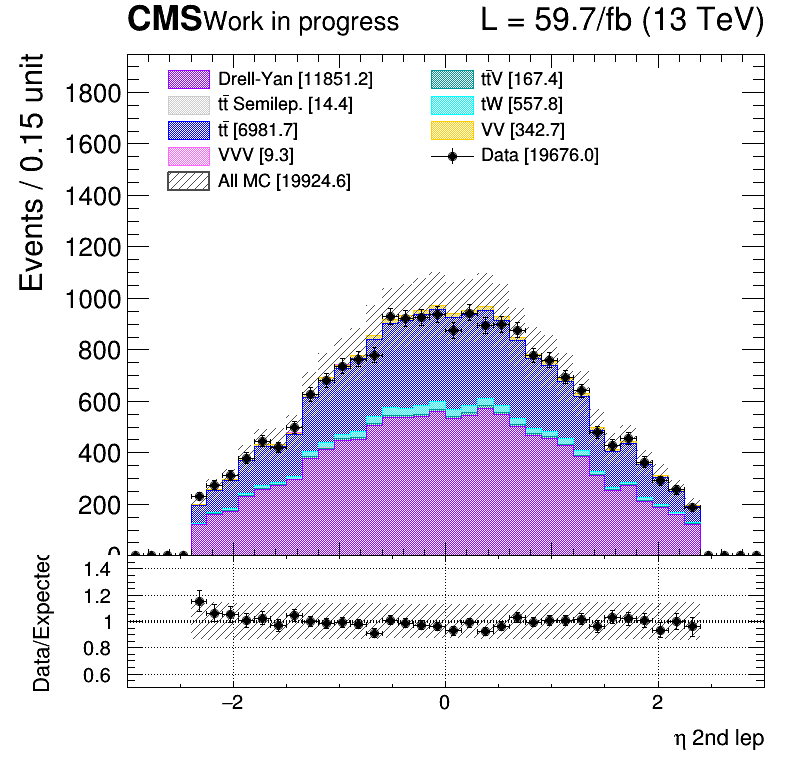 CMS Work in progress L = 59.7/fb (13 TeV)
Events / 0.15 unit
Drell-Yan [11851.2]
tt̄ Semilep. [14.4]
tt̄ [6981.7]
VVV [9.3]
All MC [19924.6]
tt̄V [167.4]
tW [557.8]
VV [342.7]
Data [19676.0]
1800
1600
1400
1200
1000
800
600
400
200
0
Data/Expected
1.4
1.2
1
0.8
0.6
−2 0 2
η 2nd lep